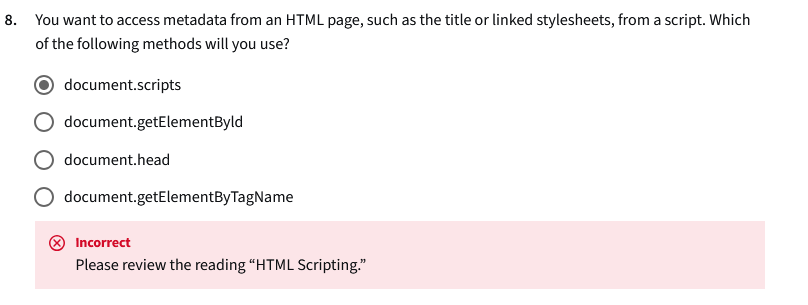 8. You want to access metadata from an HTML page, such as the title or linked stylesheets, from a script. Which
of the following methods will you use?
document.scripts
document.getElementById
document.head
document.getElementByTagName
Incorrect
Please review the reading “HTML Scripting.”